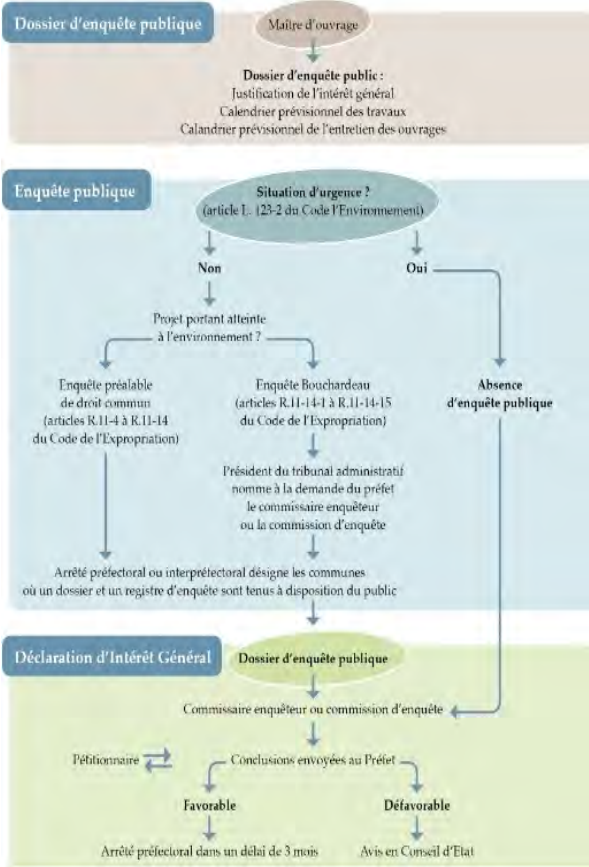 Dossier d'enquête publique
Maître d'ouvrage
Dossier d'enquête public :
Justification de l'intérêt général
Calendrier prévisionnel des travaux
Calandrier prévisionnel de l'entretien des ouvrages
Enquête publique
Situation d'urgence ?
(article L. 123-2 du Code l'Environnement)
Non
Oui
Projet portant atteinte
à l'environnement ?
Enquête préalable
de droit commun
(articles R.11-4 à R.11-14
du Code de l'Expropriation)
Enquête Bouchardeau
(articles R.11-14-1 à R.11-14-15
du Code de l'Expropriation)
Absence
d'enquête publique
Président du tribunal administratif
nomme à la demande du préfet
le commissaire enquêteur
ou la commission d'enquête
Arrêté préfectoral ou interpréfectoral désigne les communes
où un dossier et un registre d'enquête sont tenus à disposition du public
Déclaration d'Intérêt Général
Dossier d'enquête publique
Commissaire enquêteur ou commission d'enquête
Pétitionnaire
Conclusions envoyées au Préfet
Favorable
Défavorable
Arrêté préfectoral dans un délai de 3 mois
Avis en Conseil d'Etat